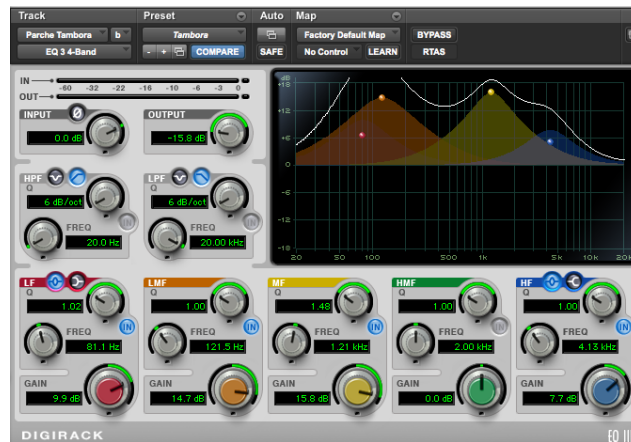 Track Preset Auto Map
Parche Tambora b Tambora Factory Default Map BYPASS
EQ 3 4-Band - + COMPARE SAFE No Control LEARN RTAS
IN
-60 -32 -22 -16 -10 -6 -3 0
OUT
INPUT Ø OUTPUT
0.0 dB -15.8 dB
HPF LPF
Q Q
6 dB/oct 6 dB/oct
IN IN
FREQ FREQ
20.0 Hz 20.00 kHz
dB
+18
+12
+6
0
-6
-12
-18
20 50 100 500 1k 5k 10k 20k
LF LMF MF HMF HF
Q Q Q Q Q
1.02 1.00 1.48 1.00 1.00
FREQ IN FREQ IN FREQ IN FREQ IN FREQ IN
81.1 Hz 121.5 Hz 1.21 kHz 2.00 kHz 4.13 kHz
GAIN GAIN GAIN GAIN GAIN
9.9 dB 14.7 dB 15.8 dB 0.0 dB 7.7 dB
DIGIRACK EQ III